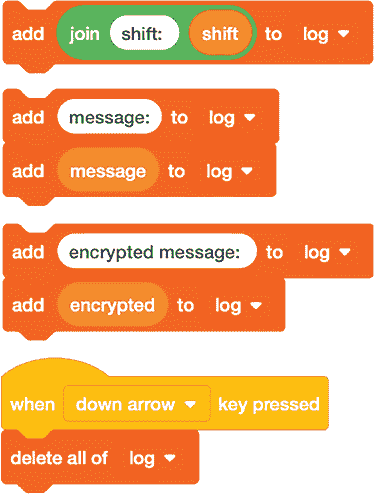 add join shift: shift to log
add message: to log
add message to log
add encrypted message: to log
add encrypted to log
when down arrow key pressed
delete all of log